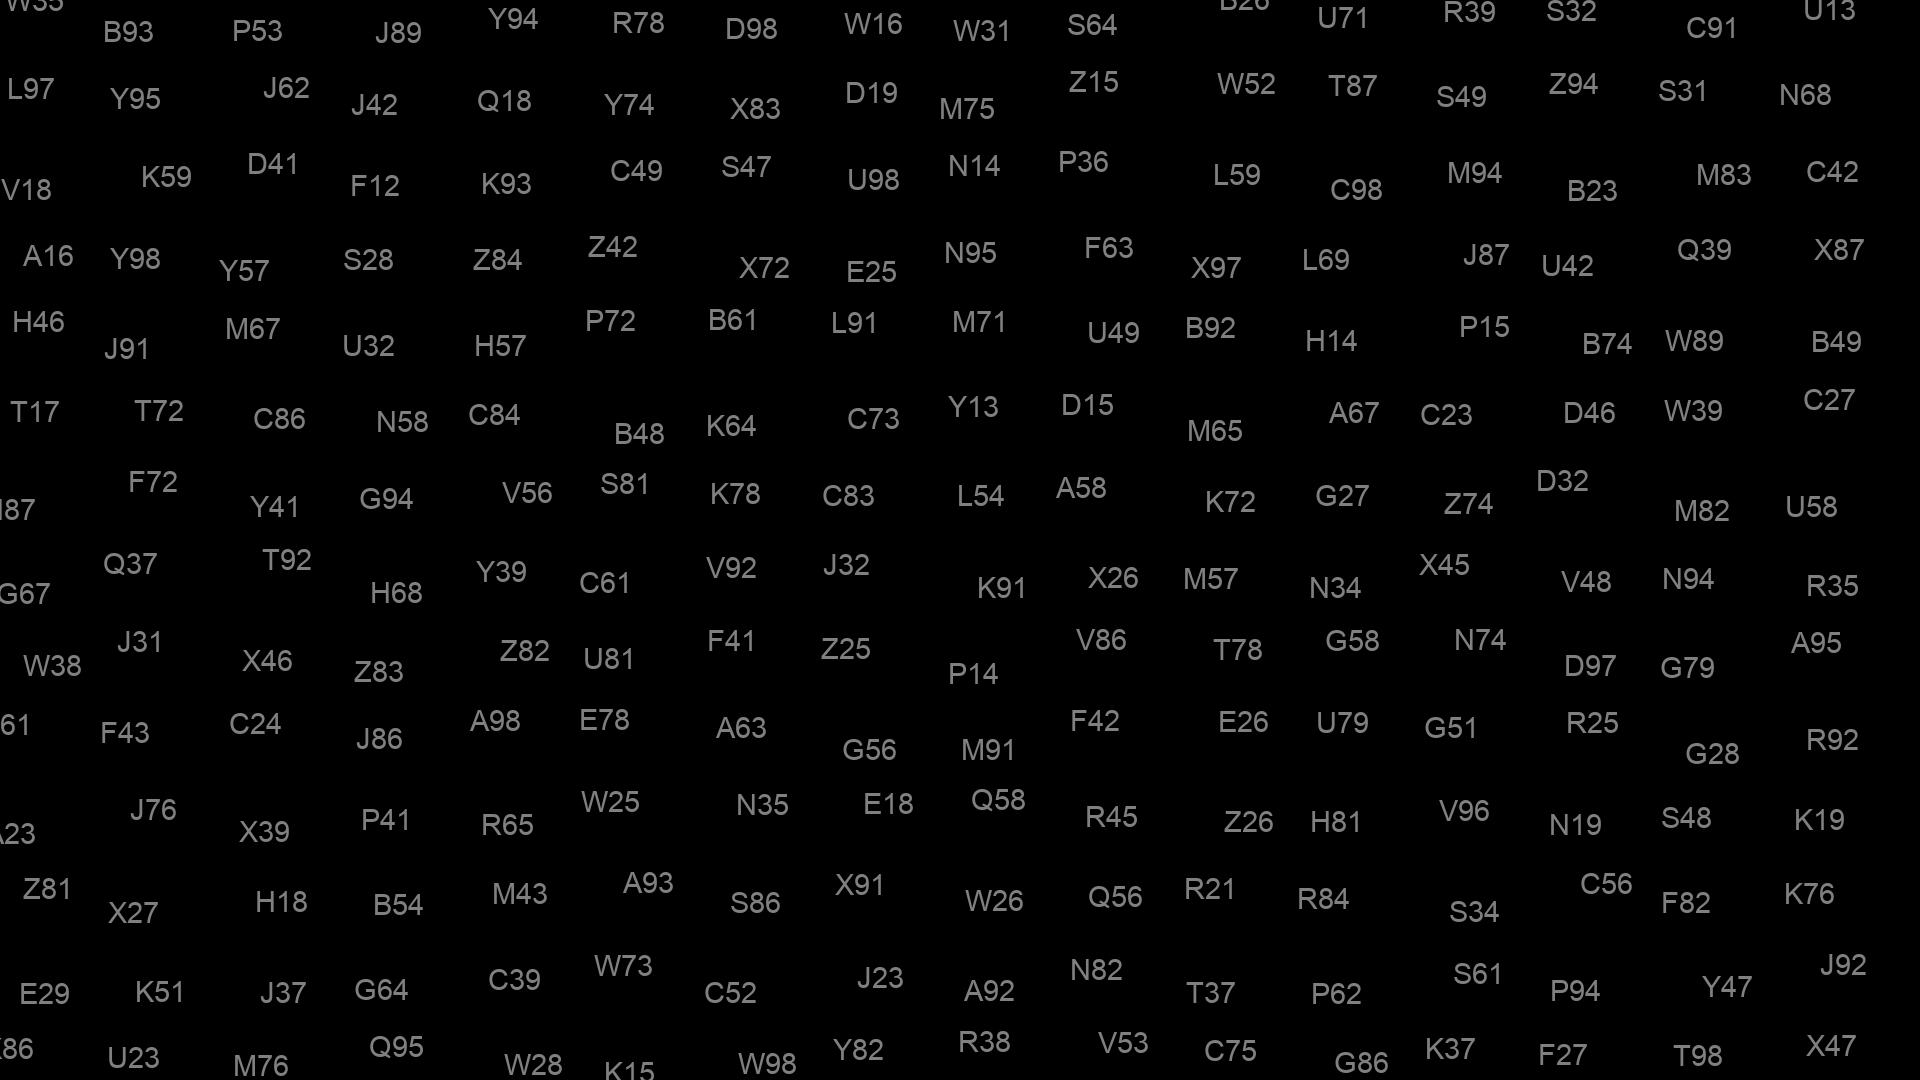 W35 B93 P53 J89 Y94 R78 D98 W16 W31 S64 B26 U71 R39 S32 C91 U13
L97 Y95 J62 J42 Q18 Y74 X83 D19 M75 Z15 W52 T87 S49 Z94 S31 N68
V18 K59 D41 F12 K93 C49 S47 U98 N14 P36 L59 C98 M94 B23 M83 C42
A16 Y98 Y57 S28 Z84 Z42 X72 E25 N95 F63 X97 L69 J87 U42 Q39 X87
H46 J91 M67 U32 H57 P72 B61 L91 M71 U49 B92 H14 P15 B74 W89 B49
T17 T72 C86 N58 C84 B48 K64 C73 Y13 D15 M65 A67 C23 D46 W39 C27
87 F72 Y41 G94 V56 S81 K78 C83 L54 A58 K72 G27 Z74 D32 M82 U58
G67 Q37 T92 H68 Y39 C61 V92 J32 K91 X26 M57 N34 X45 V48 N94 R35
W38 J31 X46 Z83 Z82 U81 F41 Z25 P14 V86 T78 G58 N74 D97 G79 A95
61 F43 C24 J86 A98 E78 A63 G56 M91 F42 E26 U79 G51 R25 G28 R92
A23 J76 X39 P41 R65 W25 N35 E18 Q58 R45 Z26 H81 V96 N19 S48 K19
Z81 X27 H18 B54 M43 A93 S86 X91 W26 Q56 R21 R84 S34 C56 F82 K76
E29 K51 J37 G64 C39 W73 C52 J23 A92 N82 T37 P62 S61 P94 Y47 J92
86 U23 M76 Q95 W28 K15 W98 Y82 R38 V53 C75 G86 K37 F27 T98 X47